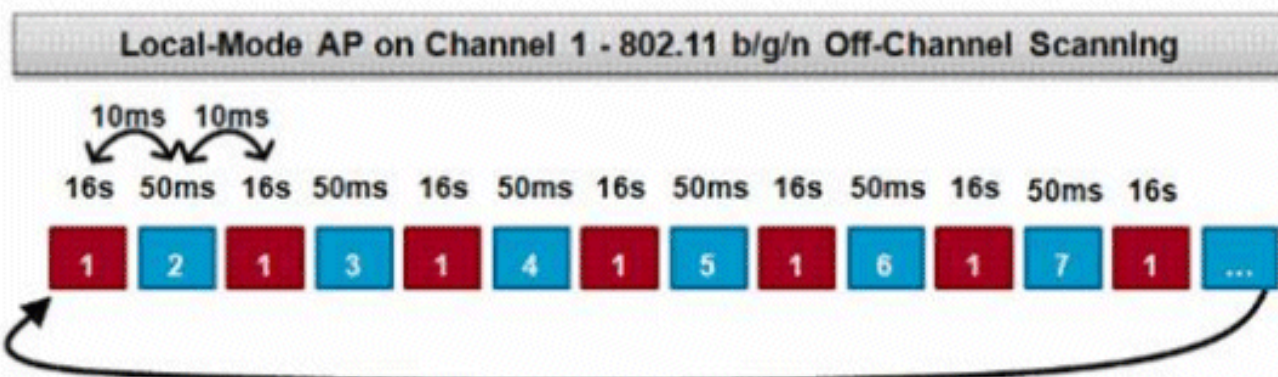 Local-Mode AP on Channel 1 - 802.11 b/g/n Off-Channel Scanning
10ms 10ms
16s 50ms 16s 50ms 16s 50ms 16s 50ms 16s 50ms 16s 50ms 16s
1 2 1 3 1 4 1 5 1 6 1 7 1 ...